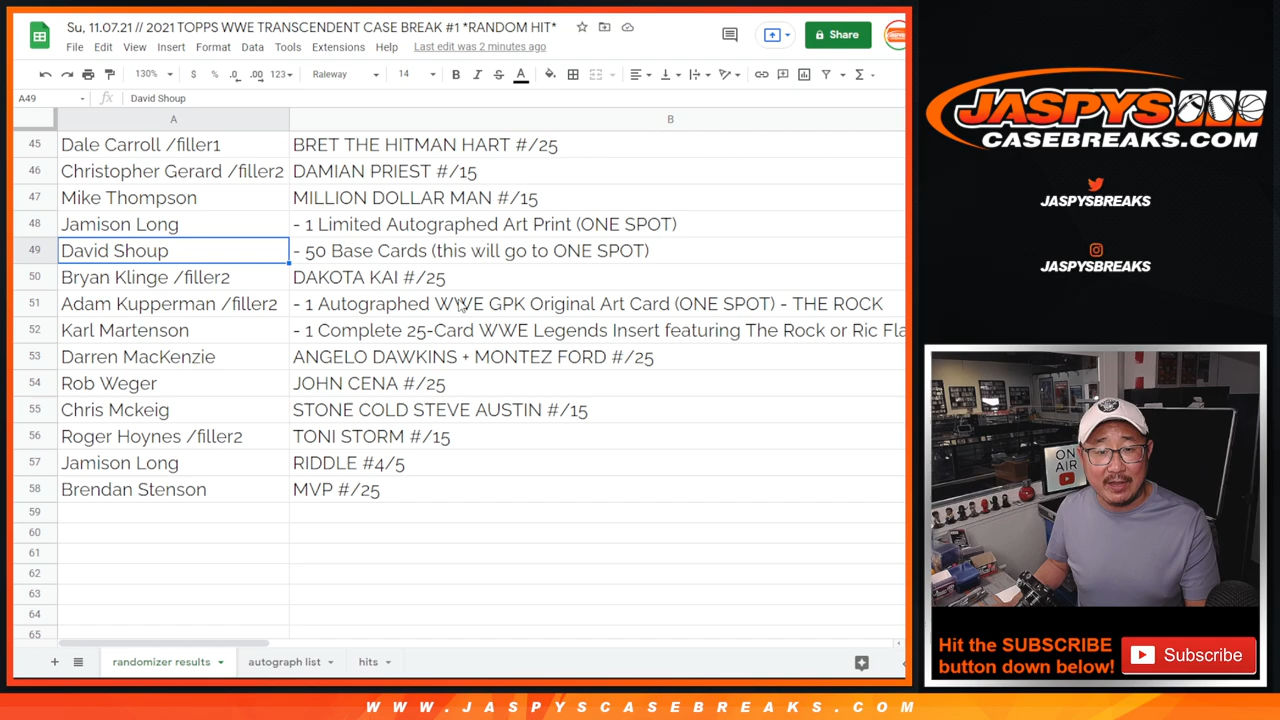 Su, 11.07.21 // 2021 TOPPS WWE TRANSCENDENT CASE BREAK #1 *RANDOM HIT*
File Edit View Insert Format Data Tools Extensions Help Last edit was 2 minutes ago
Share
130% $ % .0 .00 123 Raleway 14 B I S A
A49 fx David Shoup
A B
45 Dale Carroll /filler1 BRET THE HITMAN HART #/25
46 Christopher Gerard /filler2 DAMIAN PRIEST #/15
47 Mike Thompson MILLION DOLLAR MAN #/15
48 Jamison Long - 1 Limited Autographed Art Print (ONE SPOT)
49 David Shoup - 50 Base Cards (this will go to ONE SPOT)
50 Bryan Klinge /filler2 DAKOTA KAI #/25
51 Adam Kupperman /filler2 - 1 Autographed WWE GPK Original Art Card (ONE SPOT) - THE ROCK
52 Karl Martenson - 1 Complete 25-Card WWE Legends Insert featuring The Rock or Ric Fla
53 Darren MacKenzie ANGELO DAWKINS + MONTEZ FORD #/25
54 Rob Weger JOHN CENA #/25
55 Chris Mckeig STONE COLD STEVE AUSTIN #/15
56 Roger Hoynes /filler2 TONI STORM #/15
57 Jamison Long RIDDLE #4/5
58 Brendan Stenson MVP #/25
59
60
61
62
63
64
65
randomizer results autograph list hits
JASPYS
CASEBREAKS.COM
JASPYSBREAKS
JASPYSBREAKS
ON
AIR
Hit the SUBSCRIBE
button down below!
Subscribe
WWW.JASPYSCASEBREAKS.COM